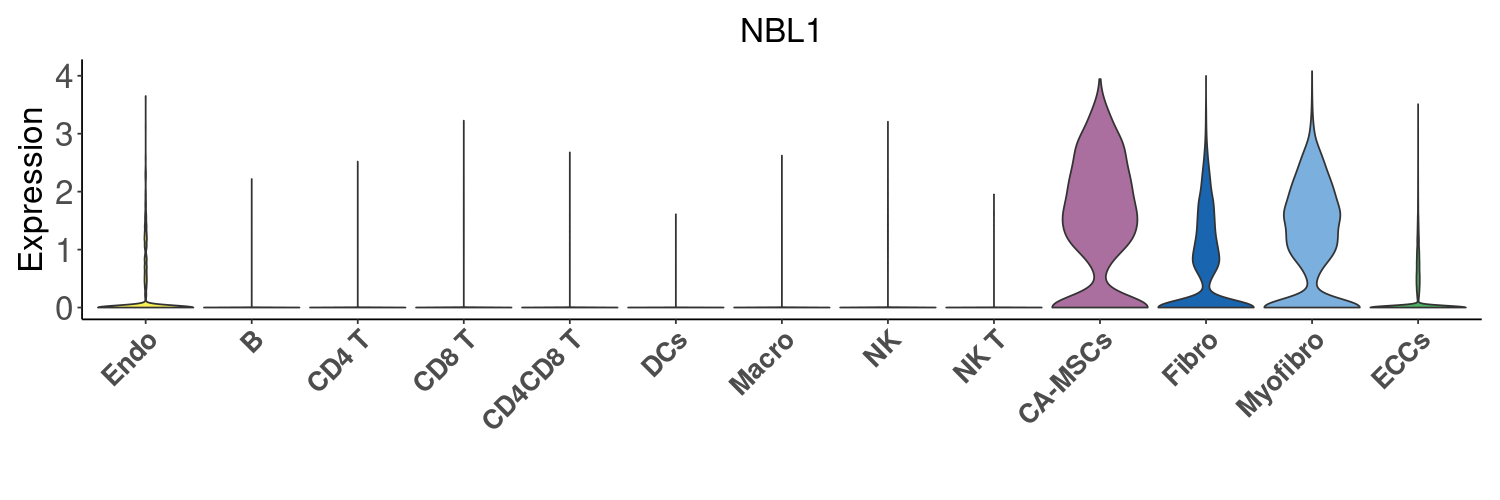 NBL1
Expression
4
3
2
1
0
Endo
B
CD4 T
CD8 T
CD4CD8 T
DCs
Macro
NK
NK T
CA-MSCs
Fibro
Myofibro
ECCs